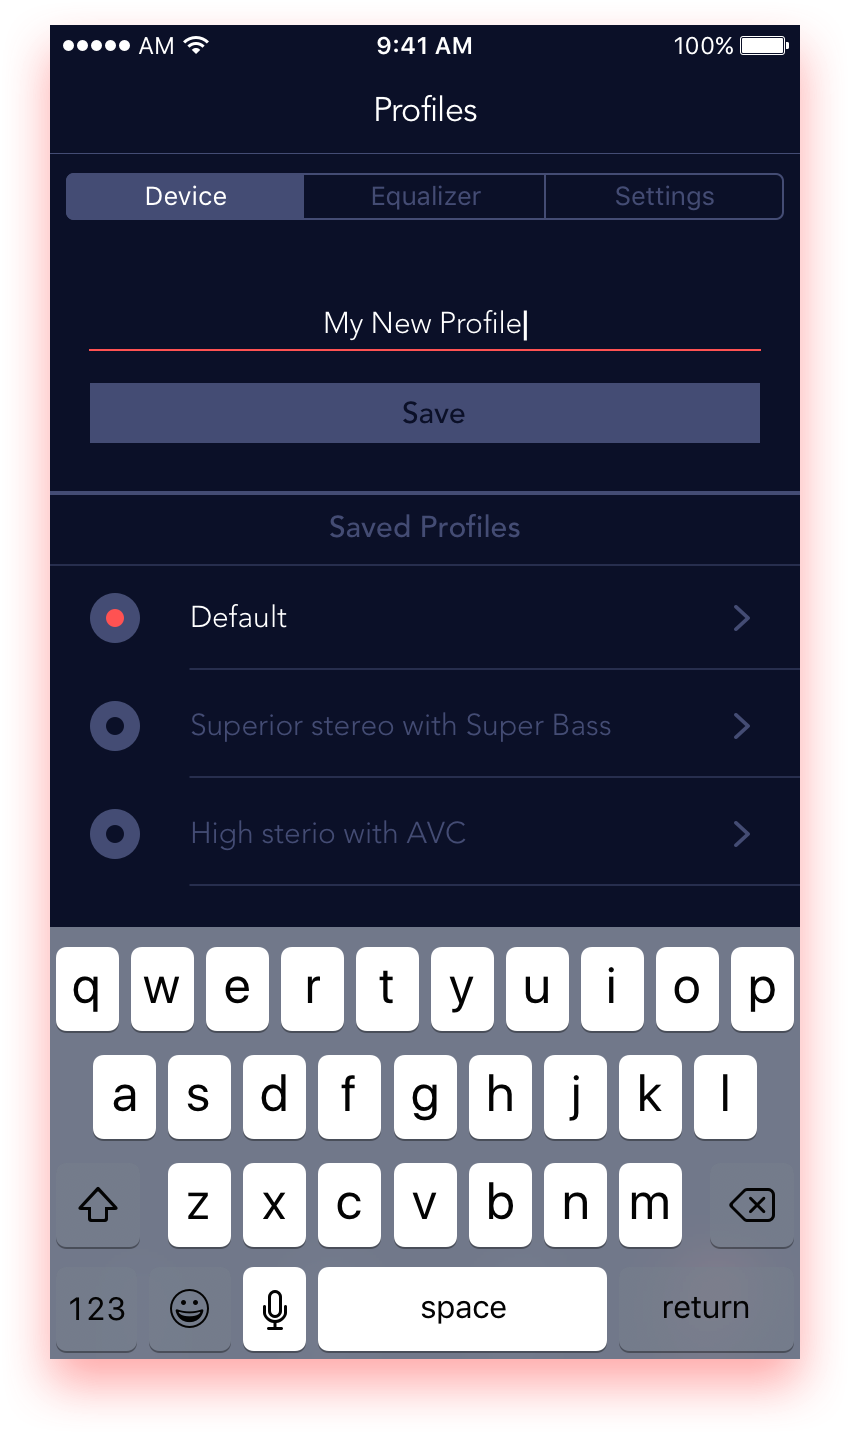 AM 9:41 AM 100%
Profiles
Device Equalizer Settings
My New Profile
Save
Saved Profiles
Default
Superior stereo with Super Bass
High sterio with AVC
q w e r t y u i o p
a s d f g h j k l
z x c v b n m
123 space return